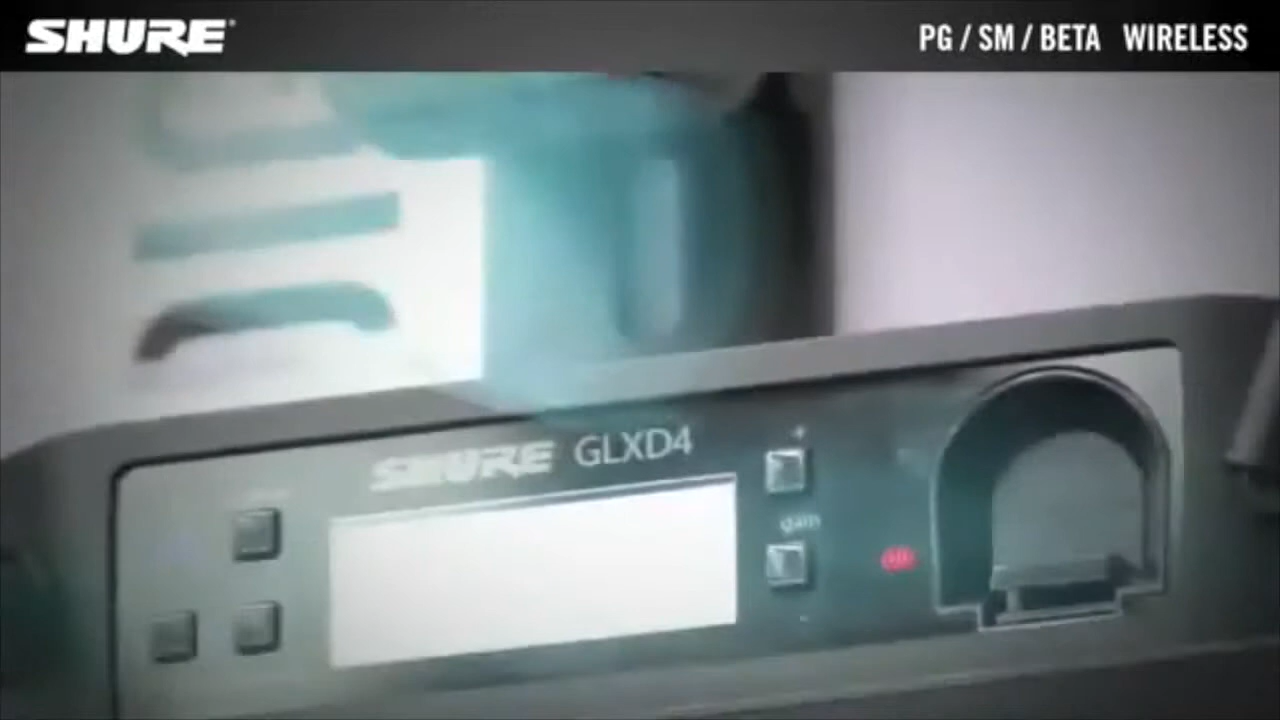 SHURE®
PG / SM / BETA WIRELESS
SHURE GLXD4
+
gain
-